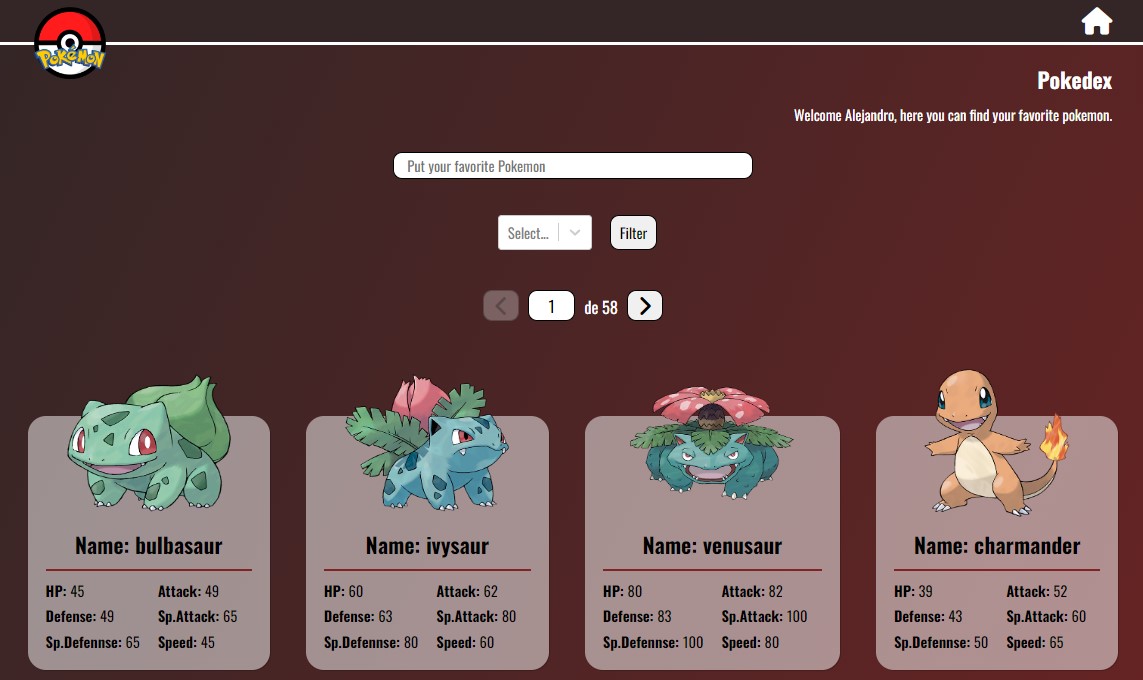 Pokémon
Pokedex
Welcome Alejandro, here you can find your favorite pokemon.
Put your favorite Pokemon
Select...
Filter
1 de 58
Name: bulbasaur
HP: 45 Attack: 49
Defense: 49 Sp.Attack: 65
Sp.Defennse: 65 Speed: 45
Name: ivysaur
HP: 60 Attack: 62
Defense: 63 Sp.Attack: 80
Sp.Defennse: 80 Speed: 60
Name: venusaur
HP: 80 Attack: 82
Defense: 83 Sp.Attack: 100
Sp.Defennse: 100 Speed: 80
Name: charmander
HP: 39 Attack: 52
Defense: 43 Sp.Attack: 60
Sp.Defennse: 50 Speed: 65